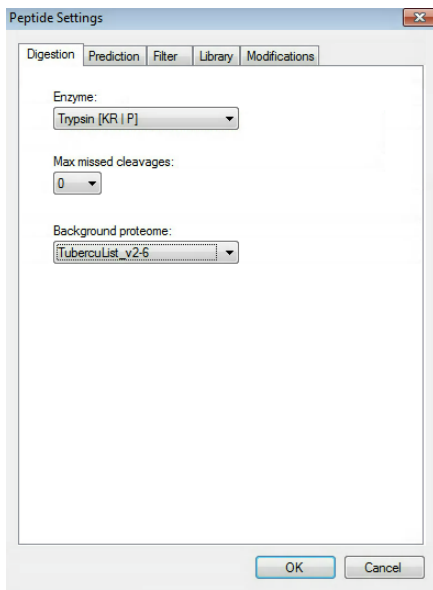 Peptide Settings
Digestion Prediction Filter Library Modifications
Enzyme:
Trypsin [KR | P]
Max missed cleavages:
0
Background proteome:
TubercuList_v2-6
OK Cancel